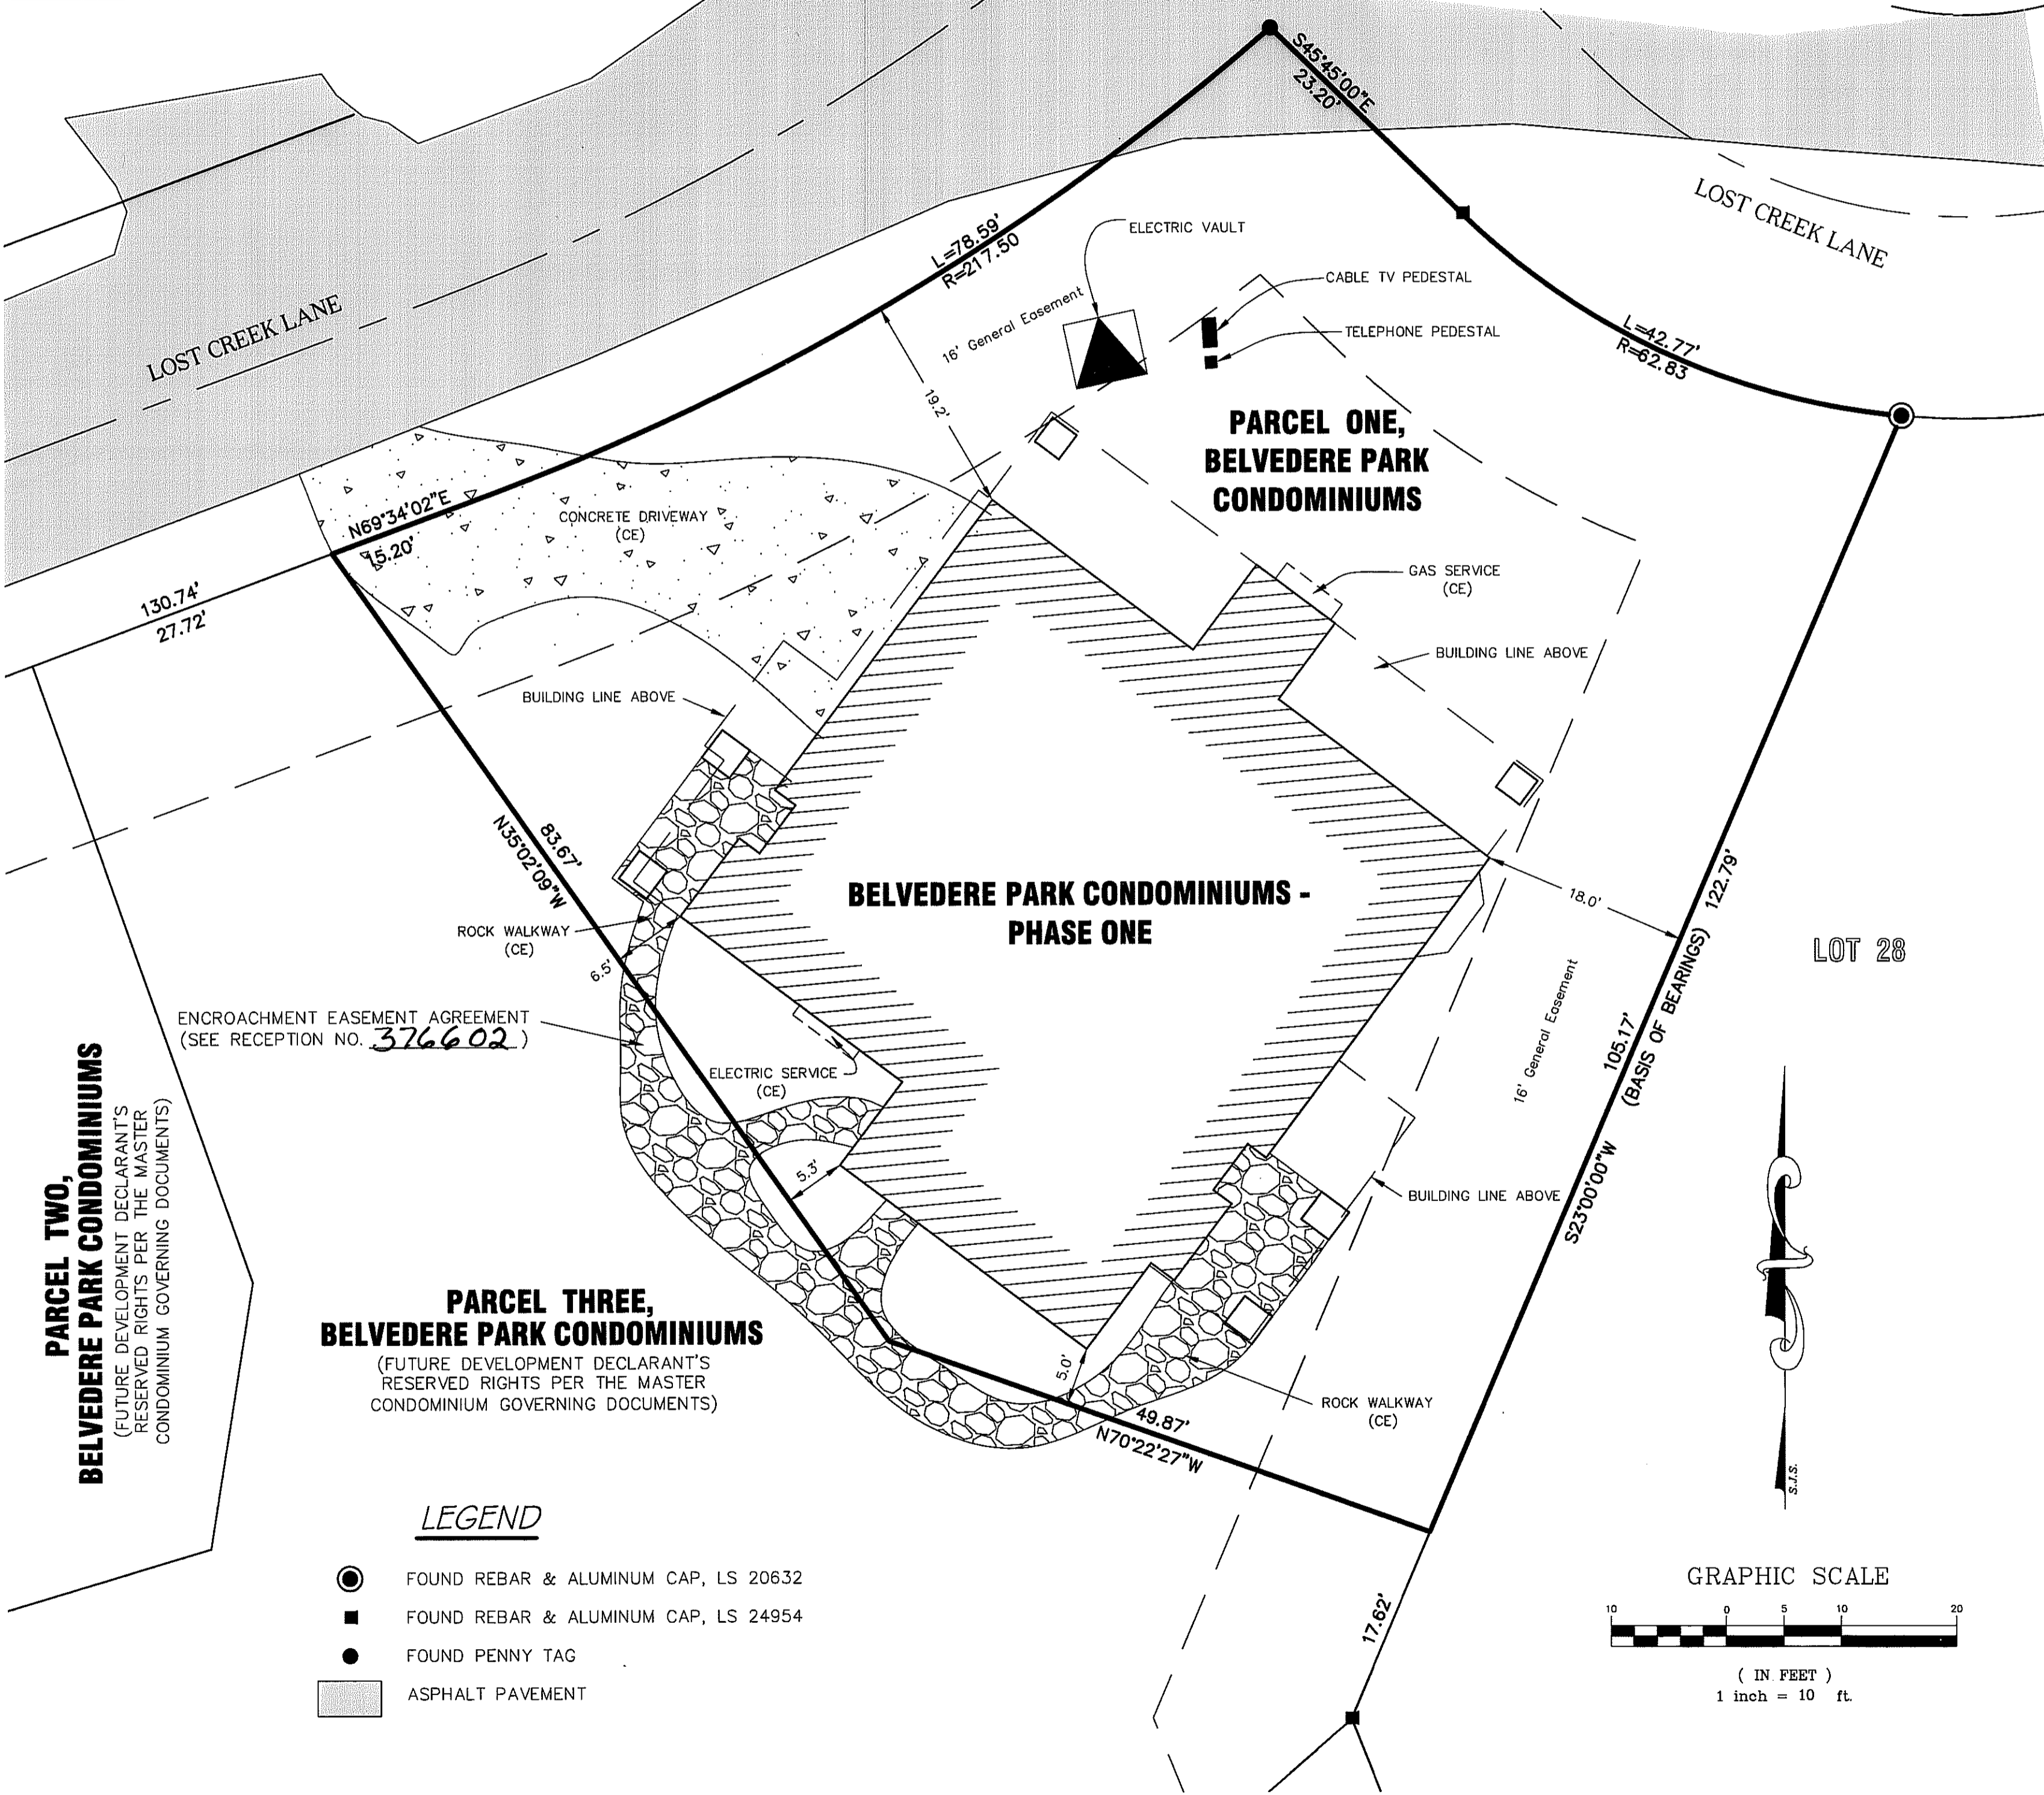 S45°45'00"E
23.20'
LOST CREEK LANE
ELECTRIC VAULT
L=78.59'
R=217.50
CABLE TV PEDESTAL
16' General Easement
TELEPHONE PEDESTAL
LOST CREEK LANE
L=42.77'
R=62.83
19.2'
PARCEL ONE,
BELVEDERE PARK
CONDOMINIUMS
N69°34'02"E
15.20'
CONCRETE DRIVEWAY
(CE)
130.74'
27.72'
GAS SERVICE
(CE)
BUILDING LINE ABOVE
BUILDING LINE ABOVE
83.67'
N35°02'09"W
BELVEDERE PARK CONDOMINIUMS -
PHASE ONE
18.0'
122.79'
LOT 28
ROCK WALKWAY
(CE)
6.5'
ENCROACHMENT EASEMENT AGREEMENT
(SEE RECEPTION NO. 376602)
ELECTRIC SERVICE
(CE)
16' General Easement
105.17'
(BASIS OF BEARINGS)
S23°00'00"W
5.3'
BUILDING LINE ABOVE
PARCEL TWO,
BELVEDERE PARK CONDOMINIUMS
(FUTURE DEVELOPMENT DECLARANT'S
RESERVED RIGHTS PER THE MASTER
CONDOMINIUM GOVERNING DOCUMENTS)
PARCEL THREE,
BELVEDERE PARK CONDOMINIUMS
(FUTURE DEVELOPMENT DECLARANT'S
RESERVED RIGHTS PER THE MASTER
CONDOMINIUM GOVERNING DOCUMENTS)
5.0'
ROCK WALKWAY
(CE)
49.87'
N70°22'27"W
S.J.S.
17.62'
LEGEND
FOUND REBAR & ALUMINUM CAP, LS 20632
FOUND REBAR & ALUMINUM CAP, LS 24954
FOUND PENNY TAG
ASPHALT PAVEMENT
GRAPHIC SCALE
10 0 5 10 20
( IN FEET )
1 inch = 10 ft.